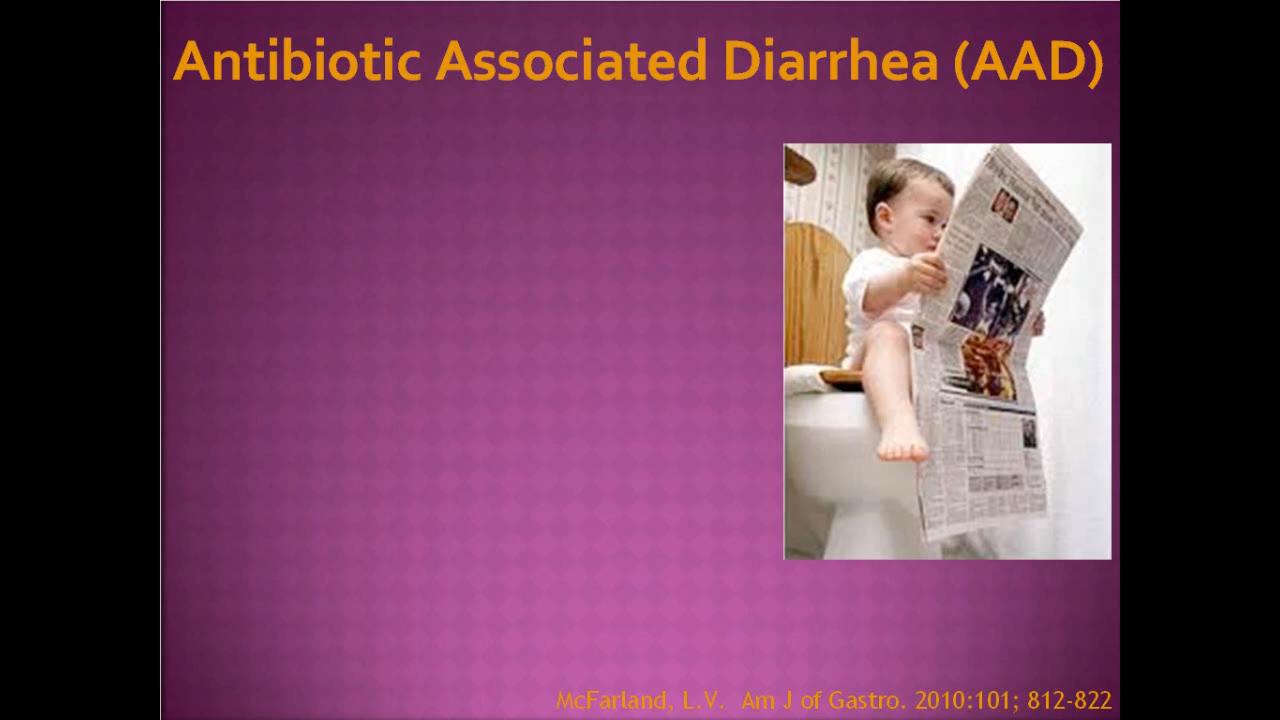 Antibiotic Associated Diarrhea (AAD)
McFarland, L.V. Am J of Gastro. 2010:101; 812-822